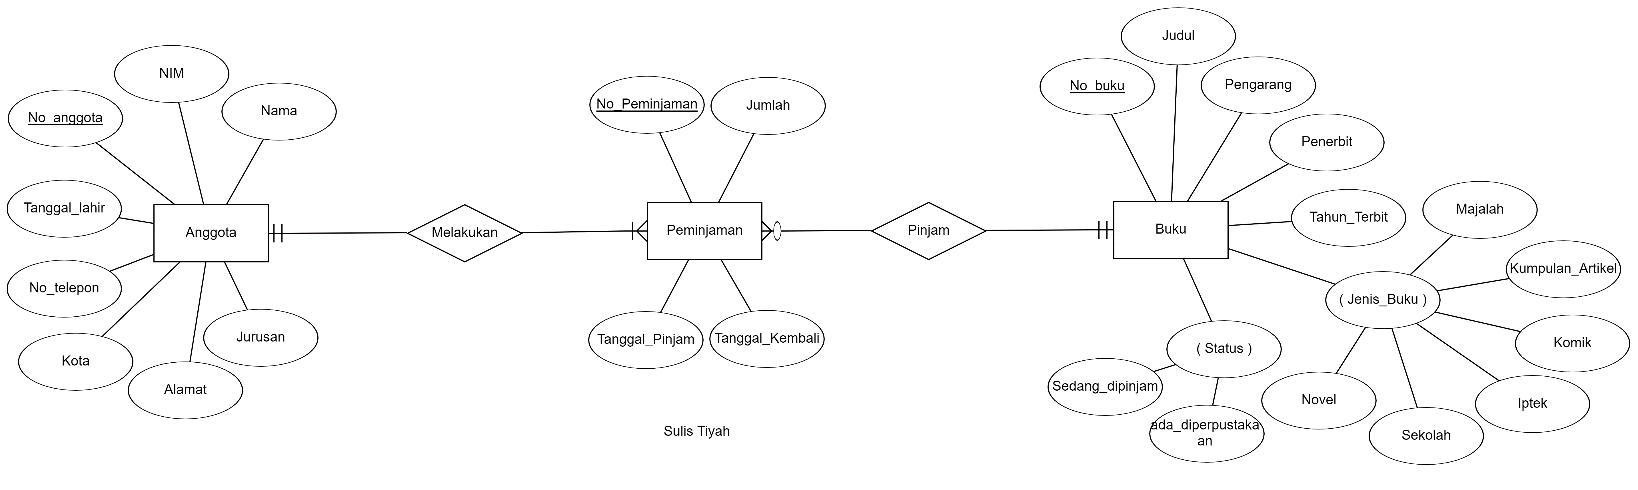 Judul
NIM
No_buku
Pengarang
Nama
No_anggota
No_Peminjaman
Jumlah
Penerbit
Tanggal_lahir
Tahun_Terbit
Majalah
Anggota
Melakukan
Peminjaman
Pinjam
Buku
Kumpulan_Artikel
No_telepon
( Jenis_Buku )
Jurusan
Tanggal_Pinjam
Tanggal_Kembali
( Status )
Komik
Kota
Alamat
Sedang_dipinjam
Novel
Iptek
ada_diperpustaka
an
Sekolah
Sulis Tiyah